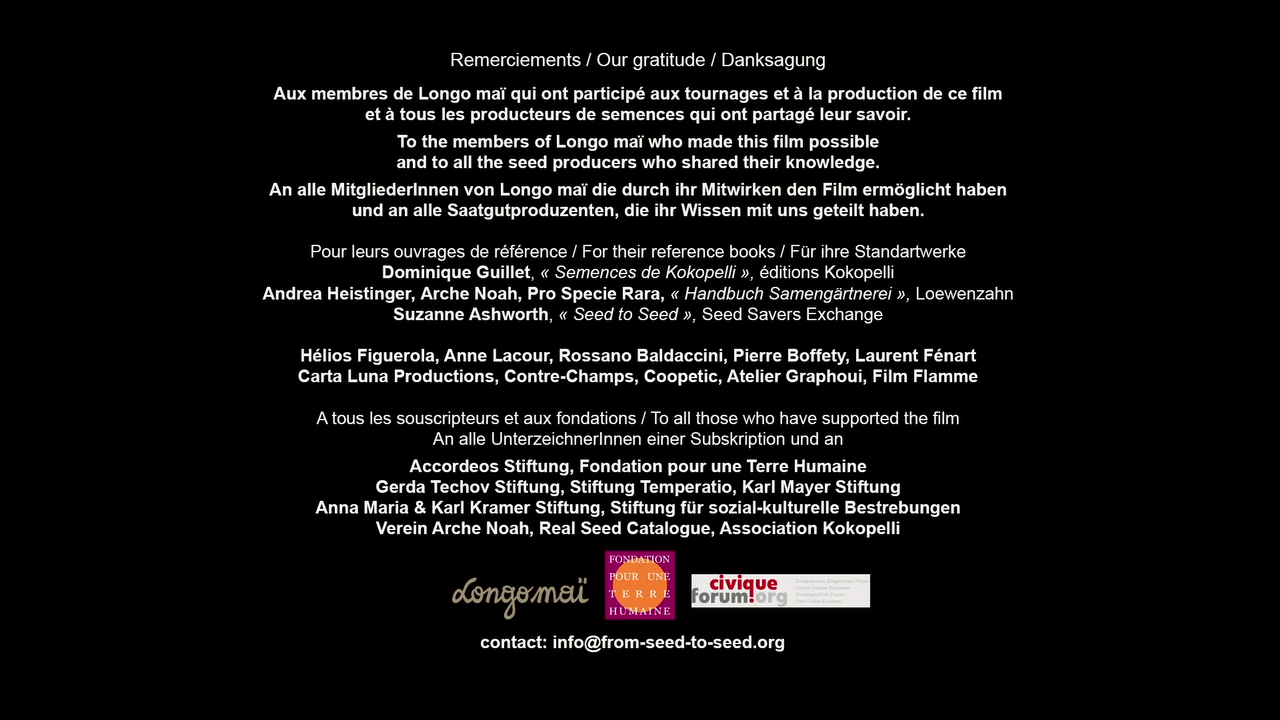 Remerciements / Our gratitude / Danksagung
Aux membres de Longo maï qui ont participé aux tournages et à la production de ce film
et à tous les producteurs de semences qui ont partagé leur savoir.
To the members of Longo maï who made this film possible
and to all the seed producers who shared their knowledge.
An alle MitgliederInnen von Longo maï die durch ihr Mitwirken den Film ermöglicht haben
und an alle Saatgutproduzenten, die ihr Wissen mit uns geteilt haben.
Pour leurs ouvrages de référence / For their reference books / Für ihre Standartwerke
Dominique Guillet, « Semences de Kokopelli », éditions Kokopelli
Andrea Heistinger, Arche Noah, Pro Specie Rara, « Handbuch Samengärtnerei », Loewenzahn
Suzanne Ashworth, « Seed to Seed », Seed Savers Exchange
Hélios Figuerola, Anne Lacour, Rossano Baldaccini, Pierre Boffety, Laurent Fénart
Carta Luna Productions, Contre-Champs, Coopetic, Atelier Graphoui, Film Flamme
A tous les souscripteurs et aux fondations / To all those who have supported the film
An alle UnterzeichnerInnen einer Subskription und an
Accordeos Stiftung, Fondation pour une Terre Humaine
Gerda Techov Stiftung, Stiftung Temperatio, Karl Mayer Stiftung
Anna Maria & Karl Kramer Stiftung, Stiftung für sozial-kulturelle Bestrebungen
Verein Arche Noah, Real Seed Catalogue, Association Kokopelli
Longo maï
FONDATION
POUR UNE
TERRE
HUMAINE
civique
forum!org
contact: info@from-seed-to-seed.org